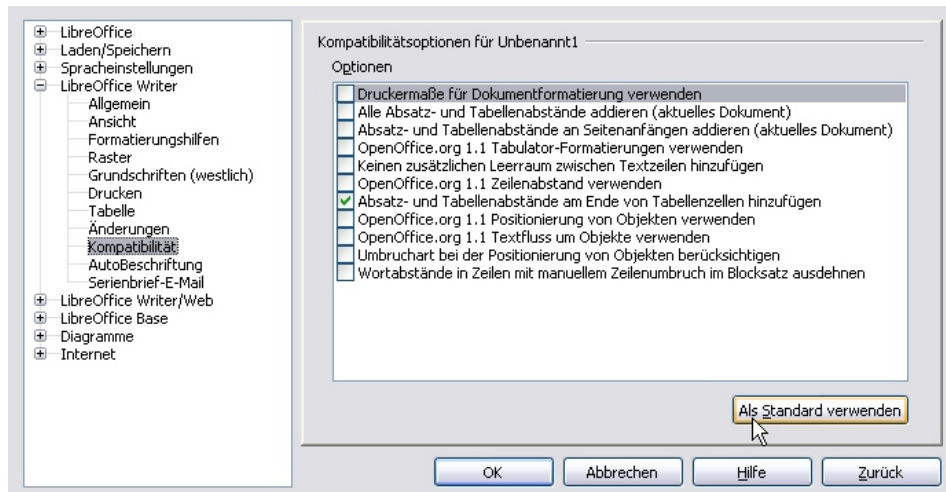 LibreOffice
Laden/Speichern
Spracheinstellungen
LibreOffice Writer
Allgemein
Ansicht
Formatierungshilfen
Raster
Grundschriften (westlich)
Drucken
Tabelle
Änderungen
Kompatibilität
AutoBeschriftung
Serienbrief-E-Mail
LibreOffice Writer/Web
LibreOffice Base
Diagramme
Internet
Kompatibilitätsoptionen für Unbenannt1
Optionen
Druckermaße für Dokumentformatierung verwenden
Alle Absatz- und Tabellenabstände addieren (aktuelles Dokument)
Absatz- und Tabellenabstände an Seitenanfängen addieren (aktuelles Dokument)
OpenOffice.org 1.1 Tabulator-Formatierungen verwenden
Keinen zusätzlichen Leerraum zwischen Textzeilen hinzufügen
OpenOffice.org 1.1 Zeilenabstand verwenden
Absatz- und Tabellenabstände am Ende von Tabellenzellen hinzufügen
OpenOffice.org 1.1 Positionierung von Objekten verwenden
OpenOffice.org 1.1 Textfluss um Objekte verwenden
Umbruchart bei der Positionierung von Objekten berücksichtigen
Wortabstände in Zeilen mit manuellem Zeilenumbruch im Blocksatz ausdehnen
Als Standard verwenden
OK Abbrechen Hilfe Zurück